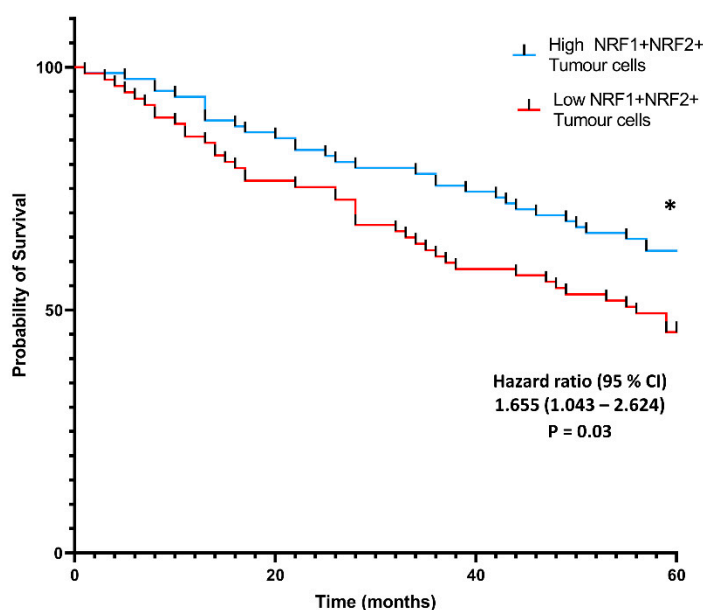 High NRF1+NRF2+
Tumour cells
Low NRF1+NRF2+
Tumour cells
100
Probability of Survival
*
50
Hazard ratio (95 % CI)
1.655 (1.043 – 2.624)
P = 0.03
0
0 20 40 60
Time (months)